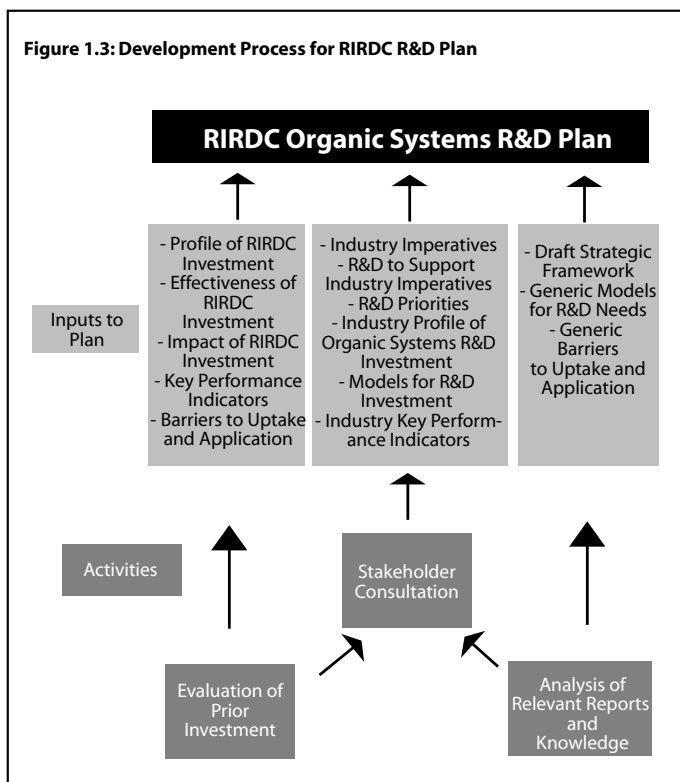 Figure 1.3: Development Process for RIRDC R&D Plan
RIRDC Organic Systems R&D Plan
Inputs to
Plan
- Profile of RIRDC
Investment
- Effectiveness of
RIRDC
Investment
- Impact of RIRDC
Investment
- Key Performance
Indicators
- Barriers to Uptake
and Application
- Industry Imperatives
- R&D to Support
Industry Imperatives
- R&D Priorities
- Industry Profile of
Organic Systems R&D
Investment
- Models for R&D
Investment
- Industry Key Perform-
ance Indicators
- Draft Strategic
Framework
- Generic Models
for R&D Needs
- Generic
Barriers
to Uptake and
Application
Activities
Stakeholder
Consultation
Evaluation of
Prior
Investment
Analysis of
Relevant Reports
and
Knowledge